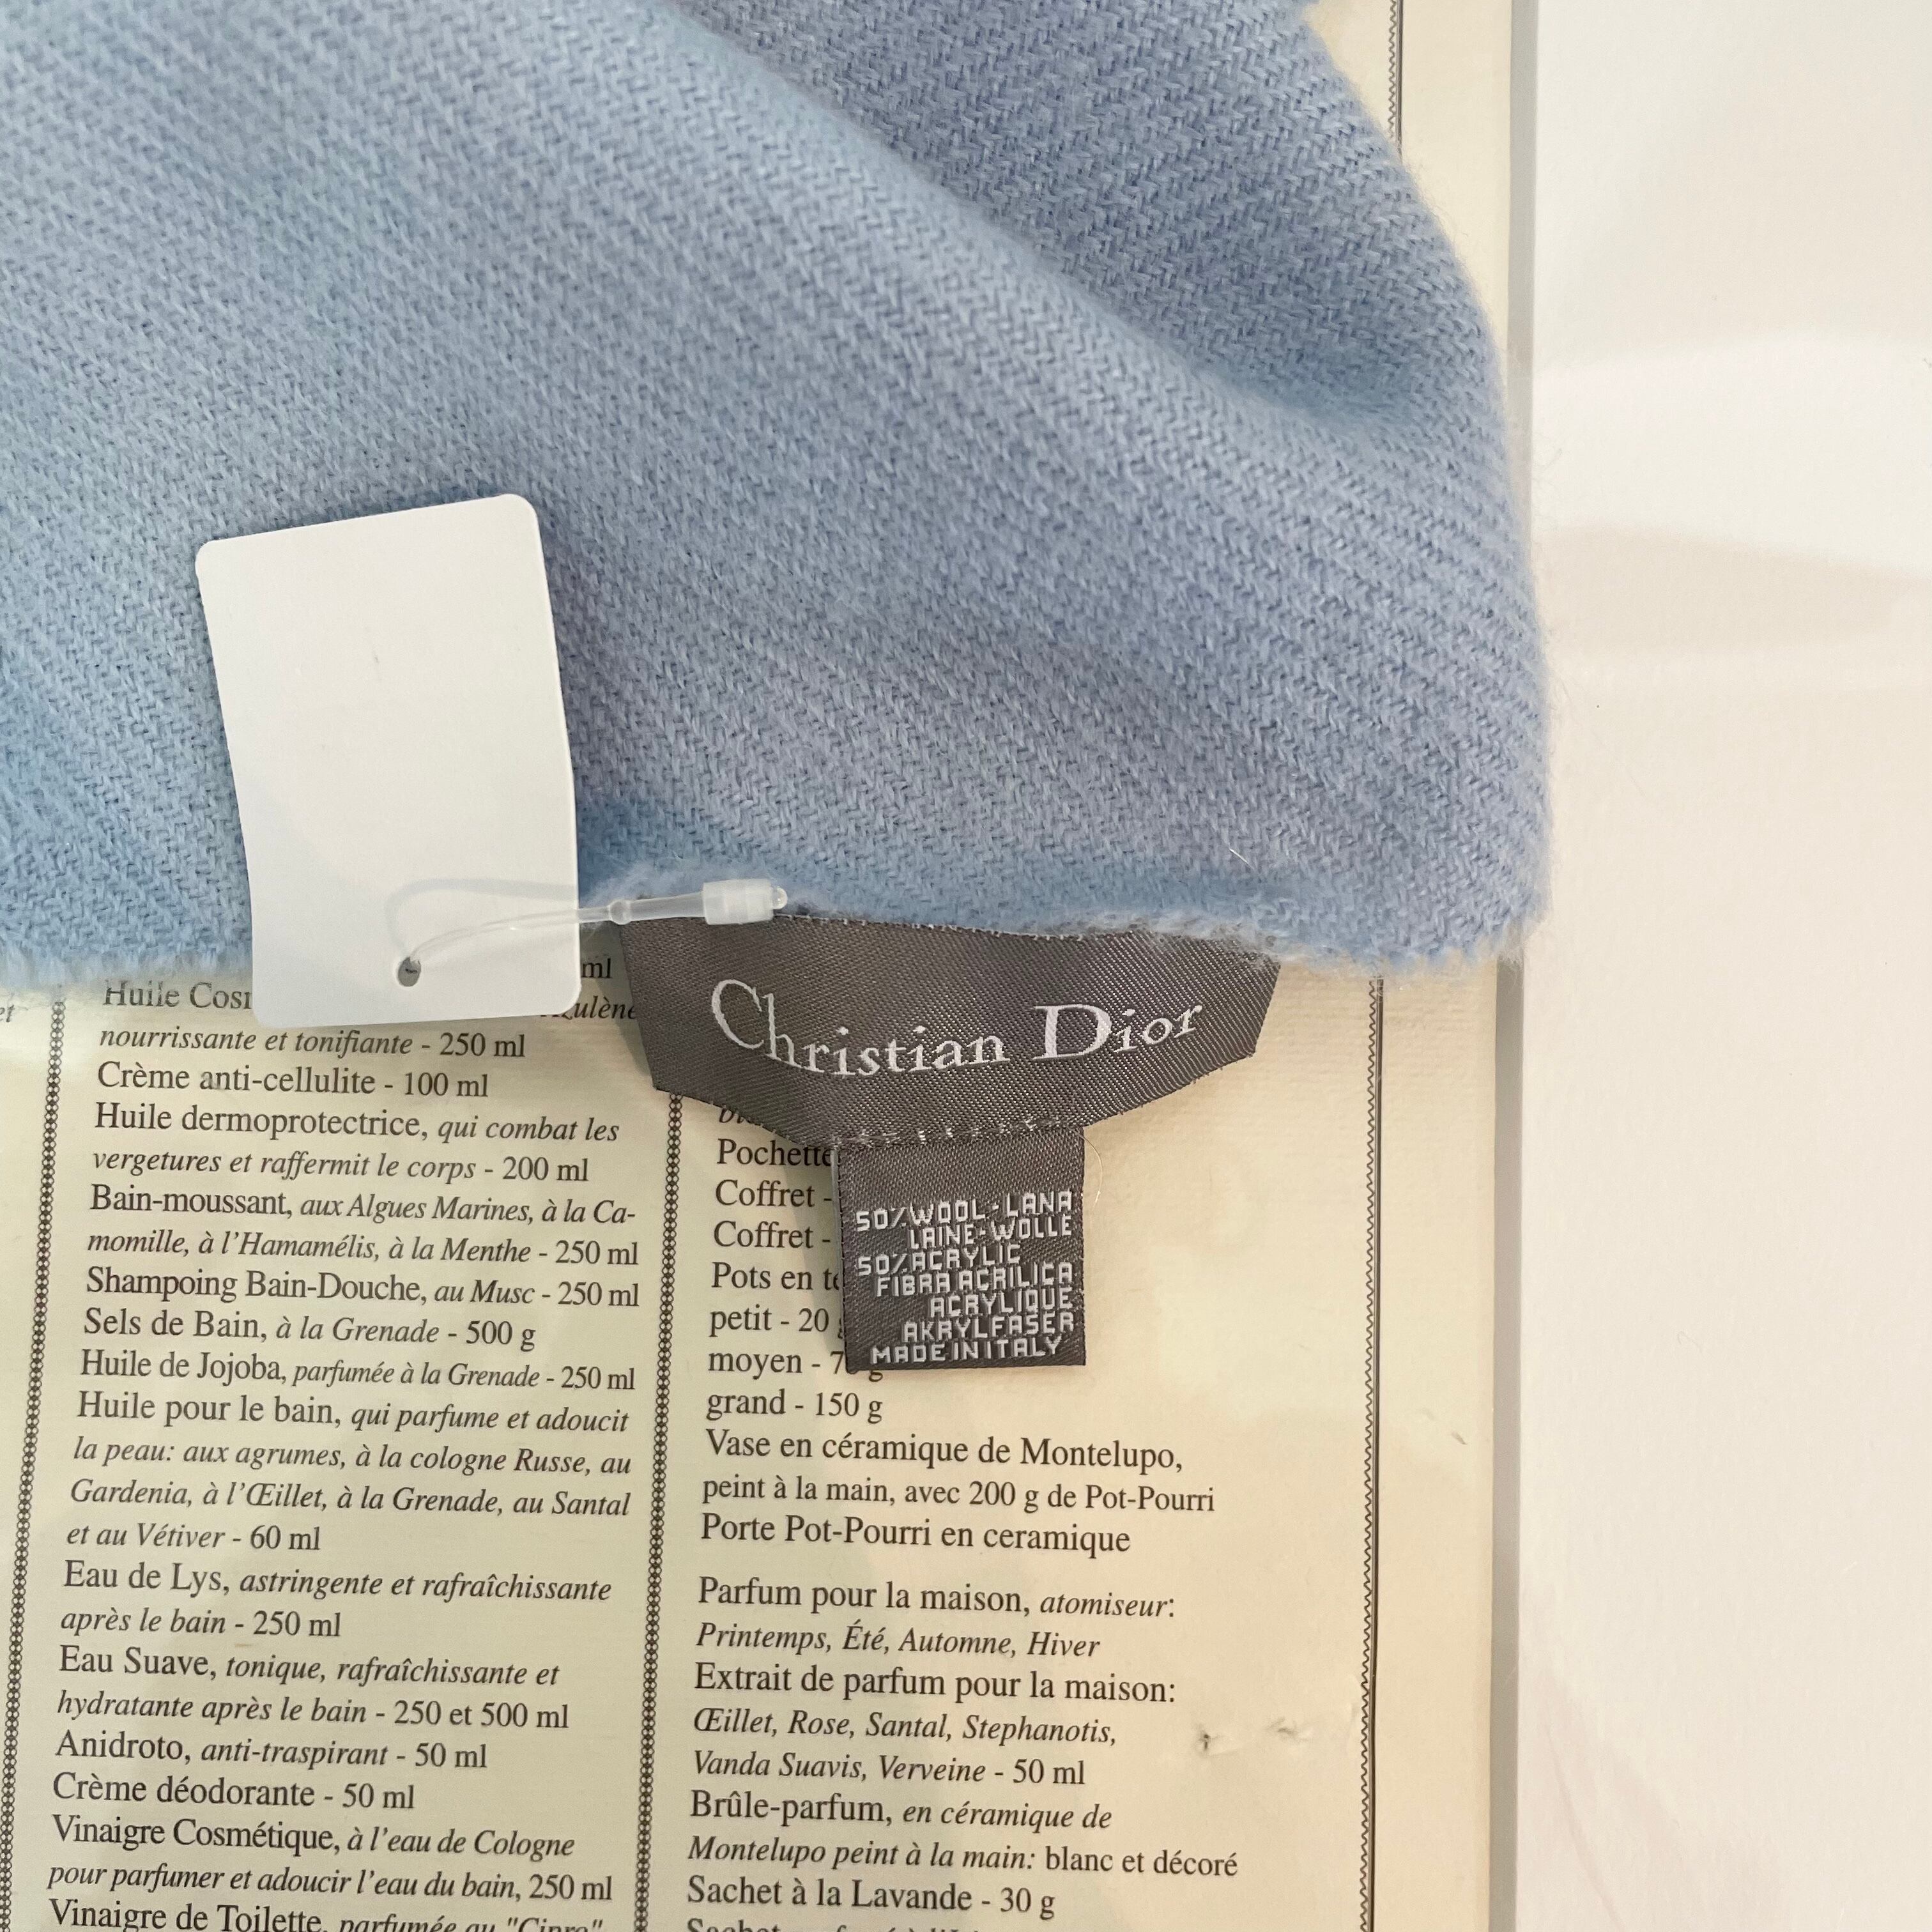 Christian Dior
50%WOOL-LANA
LAINE-WOLLE
50%ACRYLIC
FIBRA ACRILICA
ACRYLIQUE
AKRYLFASER
MADE IN ITALY
et
ml
Huile
nourrissante et tonifiante - 250 ml
Crème anti-cellulite - 100 ml
Huile dermoprotectrice, qui combat les
vergetures et raffermit le corps - 200 ml
Bain-moussant, aux Algues Marines, à la Ca-
momille, à l'Hamamélis, à la Menthe - 250 ml
Shampoing Bain-Douche, au Musc - 250 ml
Sels de Bain, à la Grenade - 500 g
Huile de Jojoba, parfumée à la Grenade - 250 ml
Huile pour le bain, qui parfume et adoucit
la peau: aux agrumes, à la cologne Russe, au
Gardenia, à l'Œillet, à la Grenade, au Santal
et au Vétiver - 60 ml
Eau de Lys, astringente et rafraîchissante
après le bain - 250 ml
Eau Suave, tonique, rafraîchissante et
hydratante après le bain - 250 et 500 ml
Anidroto, anti-traspirant - 50 ml
Crème déodorante - 50 ml
Vinaigre Cosmétique, à l'eau de Cologne
pour parfumer et adoucir l'eau du bain, 250 ml
Vinaigre de Toilette, parfumée au "Cipro"
Pochette
Coffret -
Coffret -
Pots en
petit - 20
moyen - g
grand - 150 g
Vase en céramique de Montelupo,
peint à la main, avec 200 g de Pot-Pourri
Porte Pot-Pourri en ceramique
Parfum pour la maison, atomiseur:
Printemps, Été, Automne, Hiver
Extrait de parfum pour la maison:
Œillet, Rose, Santal, Stephanotis,
Vanda Suavis, Verveine - 50 ml
Brûle-parfum, en céramique de
Montelupo peint à la main: blanc et décoré
Sachet à la Lavande - 30 g